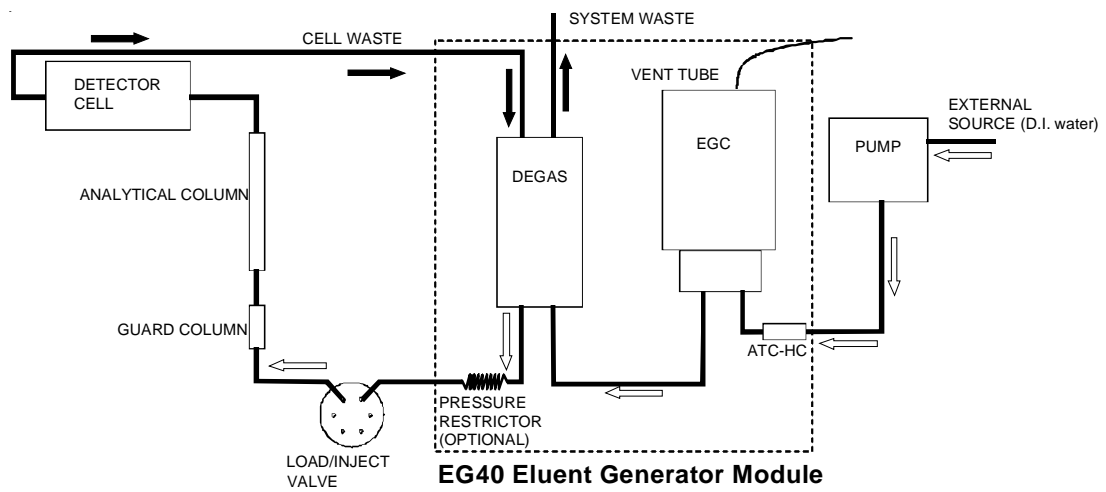 SYSTEM WASTE
CELL WASTE
VENT TUBE
DETECTOR
CELL
EXTERNAL
SOURCE (D.I. water)
EGC
PUMP
DEGAS
ANALYTICAL COLUMN
GUARD COLUMN
ATC-HC
PRESSURE
RESTRICTOR
(OPTIONAL)
LOAD/INJECT
VALVE
EG40 Eluent Generator Module